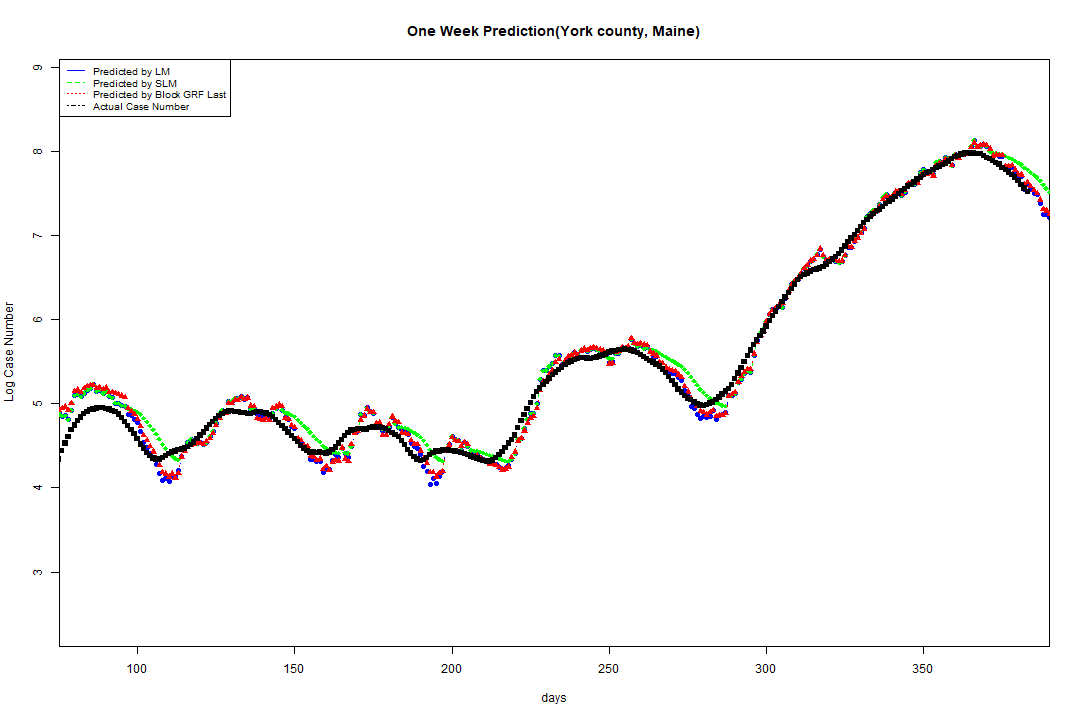 One Week Prediction(York county, Maine)
Predicted by LM
Predicted by SLM
Predicted by Block GRF Last
Actual Case Number
9
8
7
6
5
4
3
Log Case Number
100 150 200 250 300 350
days